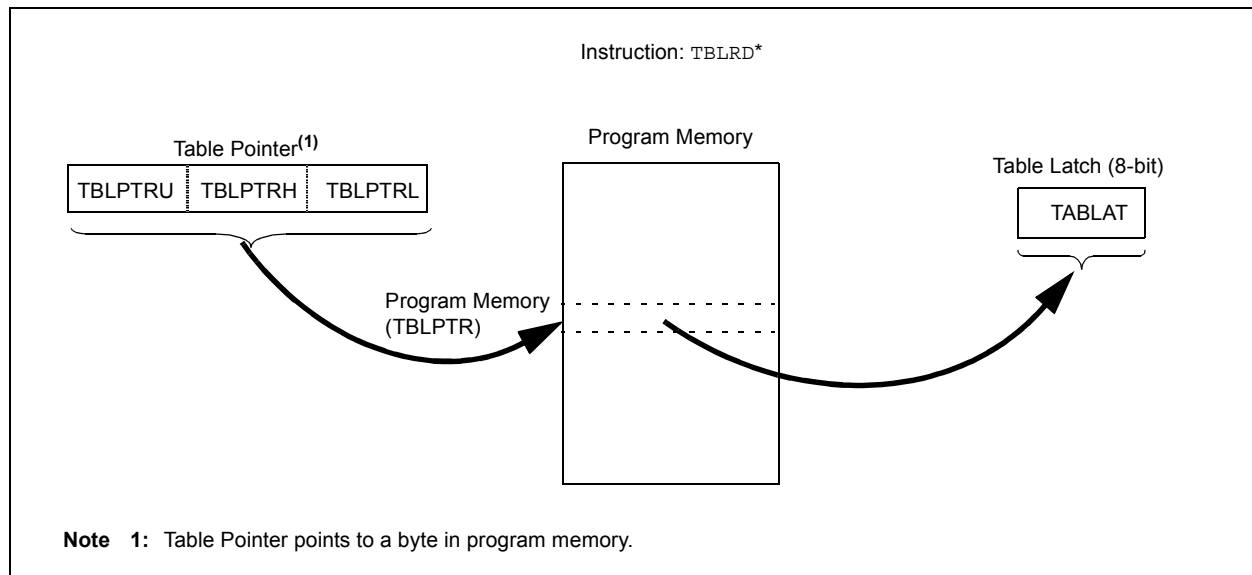 Instruction: TBLRD*
Table Pointer(1)
TBLPTRU TBLPTRH TBLPTRL
Program Memory
Table Latch (8-bit)
TABLAT
Program Memory
(TBLPTR)
Note 1: Table Pointer points to a byte in program memory.